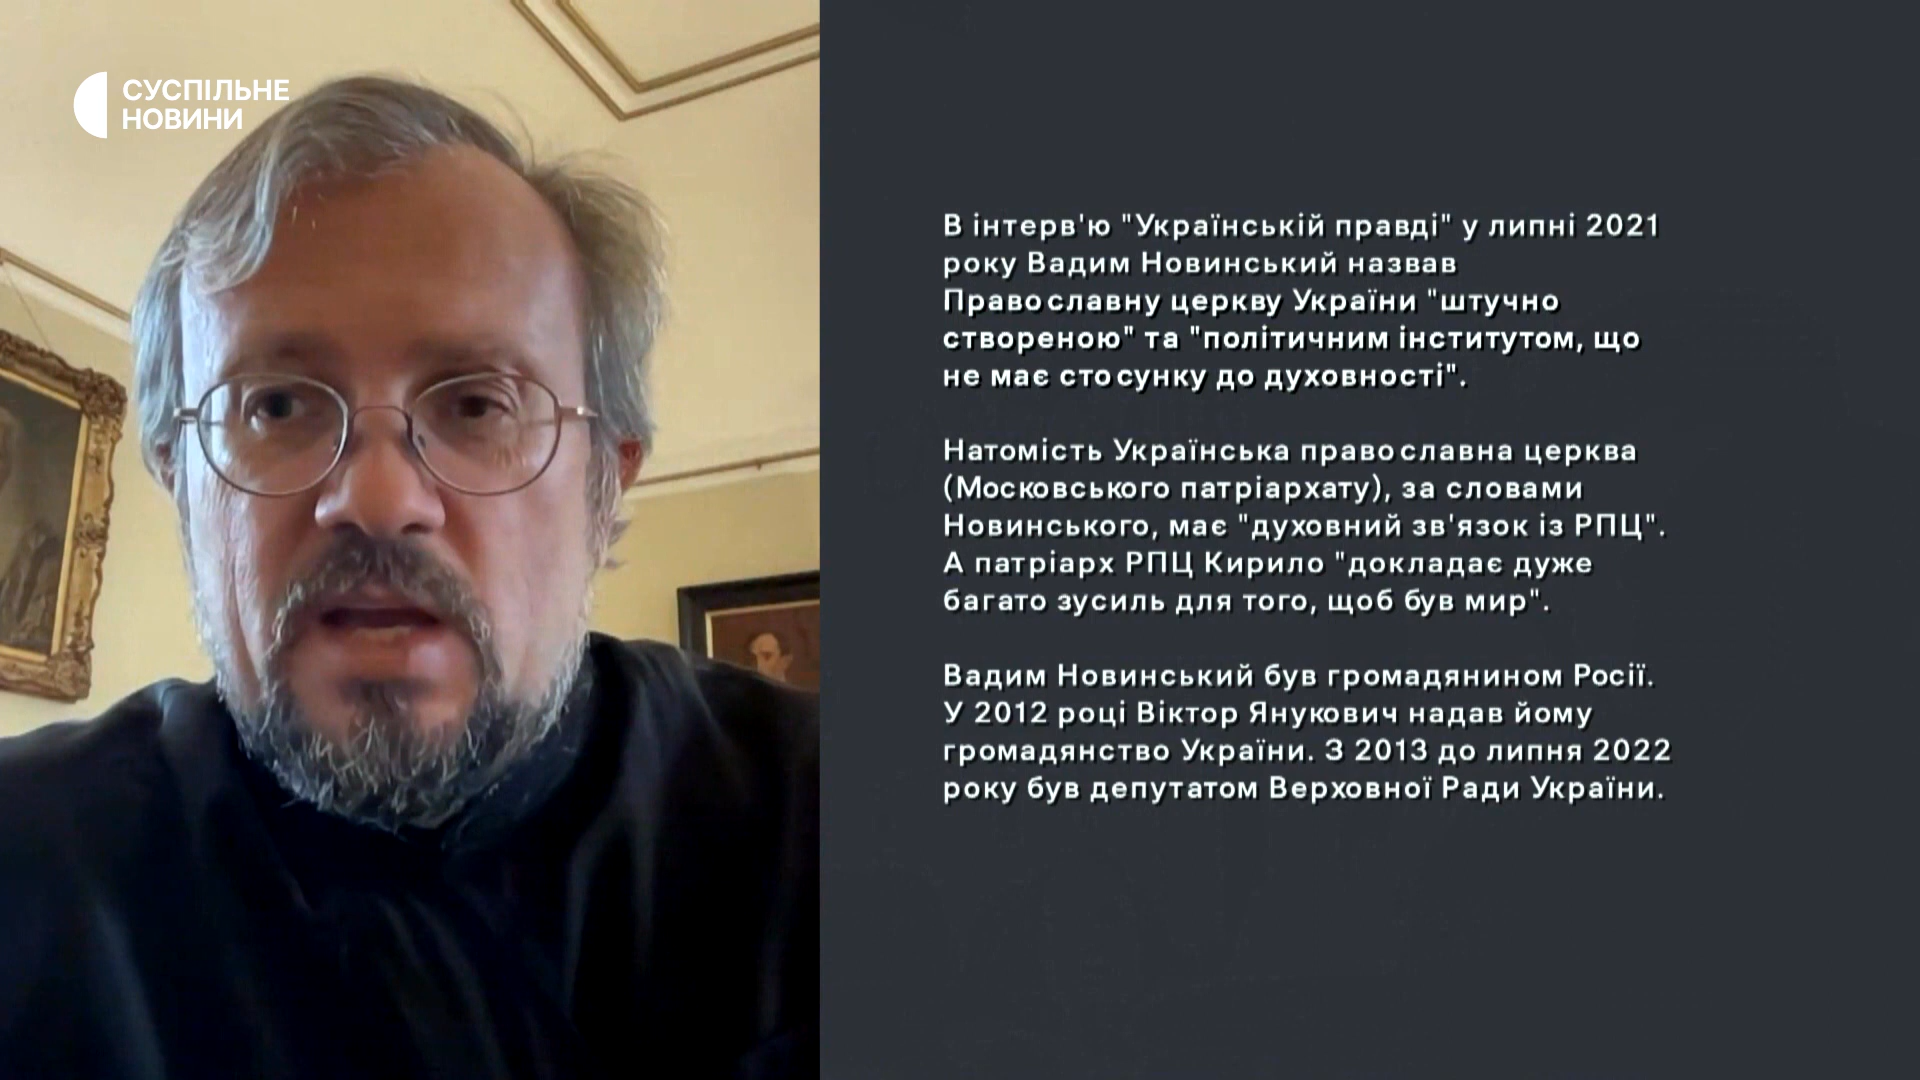 СУСПІЛЬНЕ
НОВИНИ
В інтерв'ю "Українській правді" у липні 2021
року Вадим Новинський назвав
Православну церкву України "штучно
створеною" та "політичним інститутом, що
не має стосунку до духовності".
Натомість Українська православна церква
(Московського патріархату), за словами
Новинського, має "духовний зв'язок із РПЦ".
А патріарх РПЦ Кирило "докладає дуже
багато зусиль для того, щоб був мир".
Вадим Новинський був громадянином Росії.
У 2012 році Віктор Янукович надав йому
громадянство України. З 2013 до липня 2022
року був депутатом Верховної Ради України.